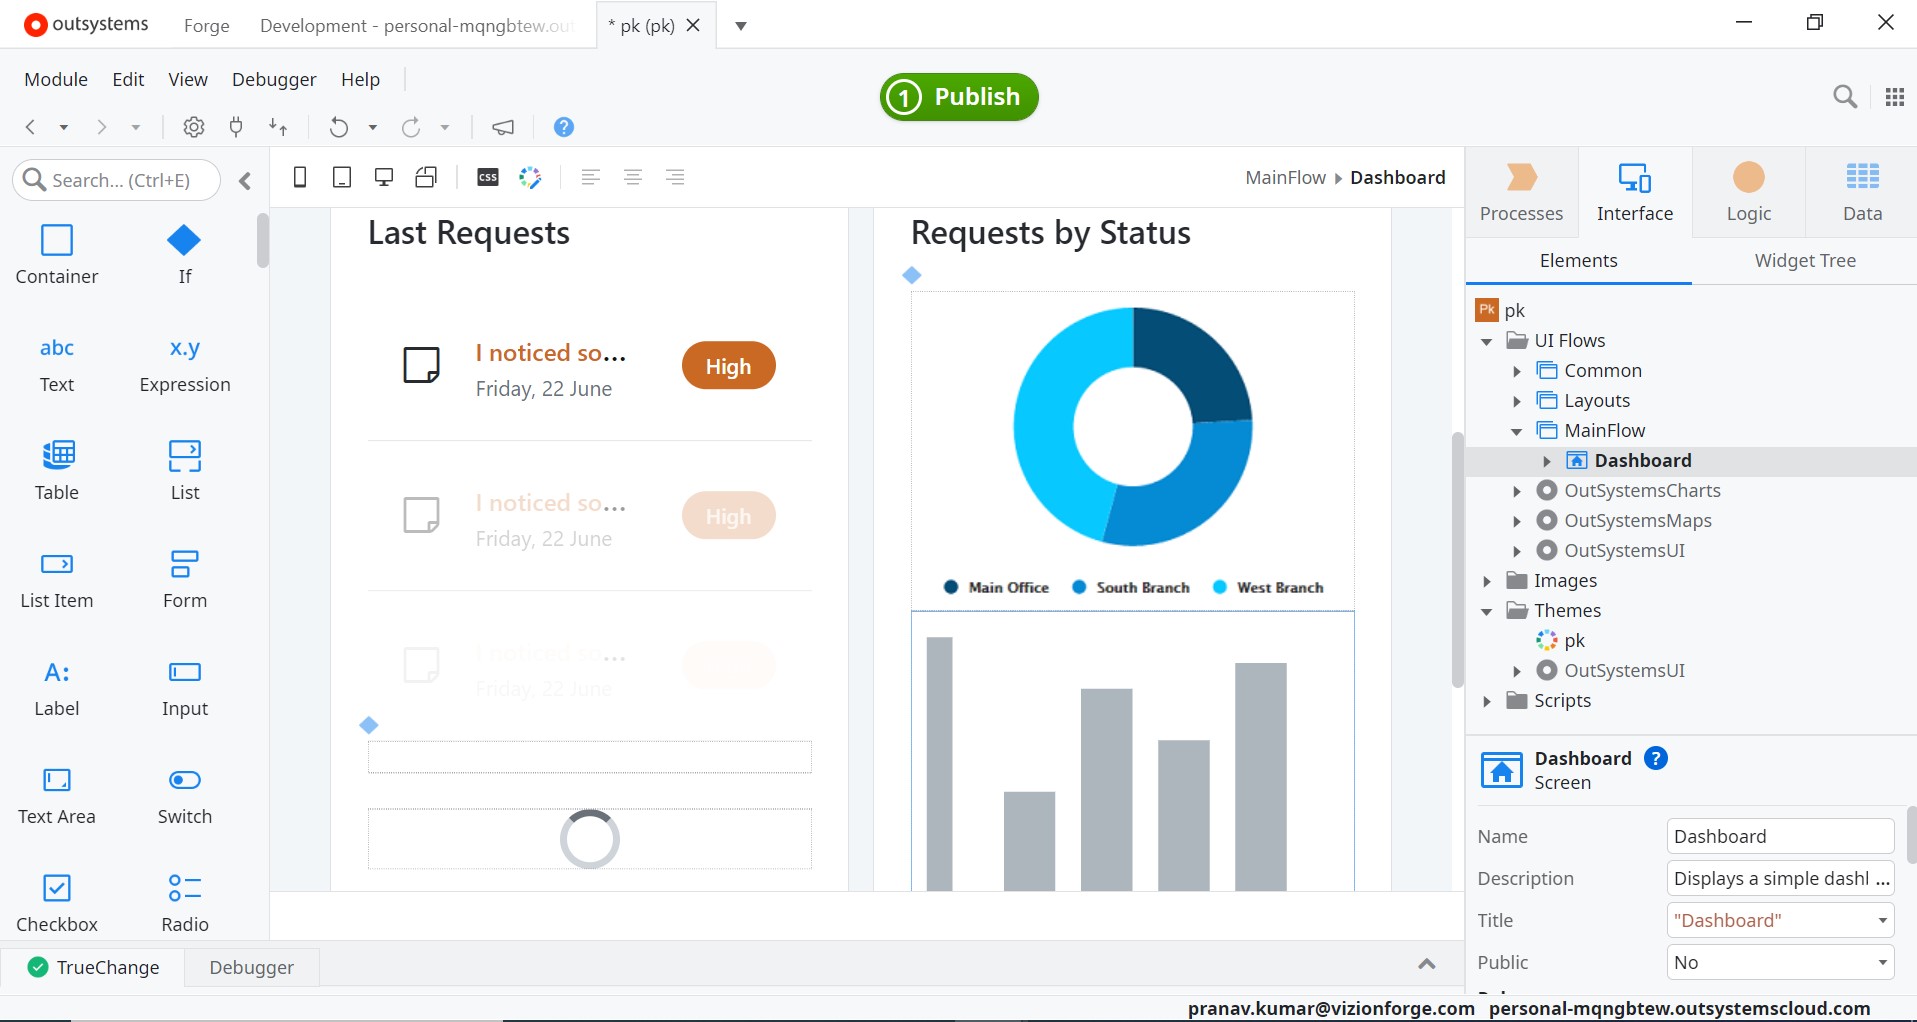 outsystems
Forge
Development - personal-mqngbtew.out
* pk (pk)
Module Edit View Debugger Help
1 Publish
Search... (Ctrl+E)
CSS
MainFlow Dashboard
Processes Interface Logic Data
Elements Widget Tree
Container If
abc x.y
Text Expression
Table List
List Item Form
A:
Label Input
Text Area Switch
Checkbox Radio
Last Requests
I noticed so...
Friday, 22 June
High
I noticed so...
Friday, 22 June
High
I noticed so...
Friday, 22 June
Requests by Status
Main Office South Branch West Branch
Pk pk
UI Flows
Common
Layouts
MainFlow
Dashboard
OutSystemsCharts
OutSystemsMaps
OutSystemsUI
Images
Themes
pk
OutSystemsUI
Scripts
Dashboard ?
Screen
Name Dashboard
Description Displays a simple dashl ...
Title "Dashboard"
Public No
TrueChange Debugger
pranav.kumar@vizionforge.com personal-mqngbtew.outsystemscloud.com